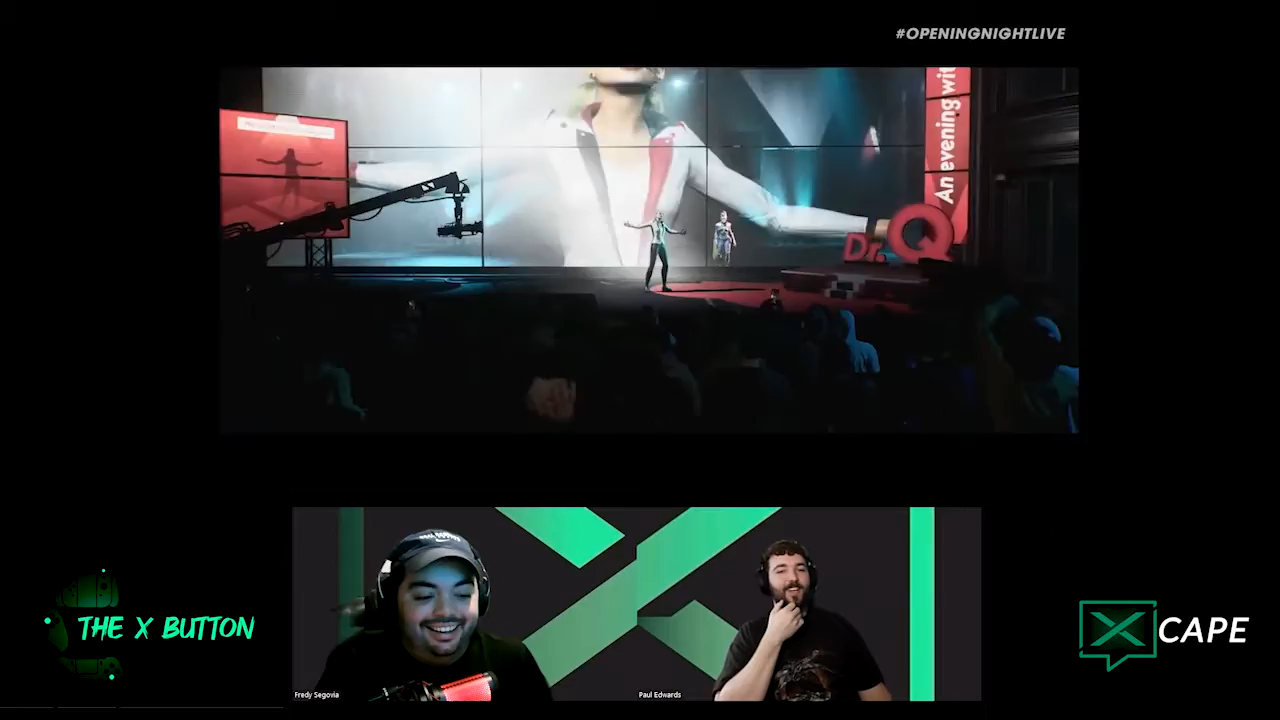 #OPENINGNIGHTLIVE
An evening wit
Dr. Q
THE X BUTTON
X CAPE
Fredy Segovia
Paul Edwards